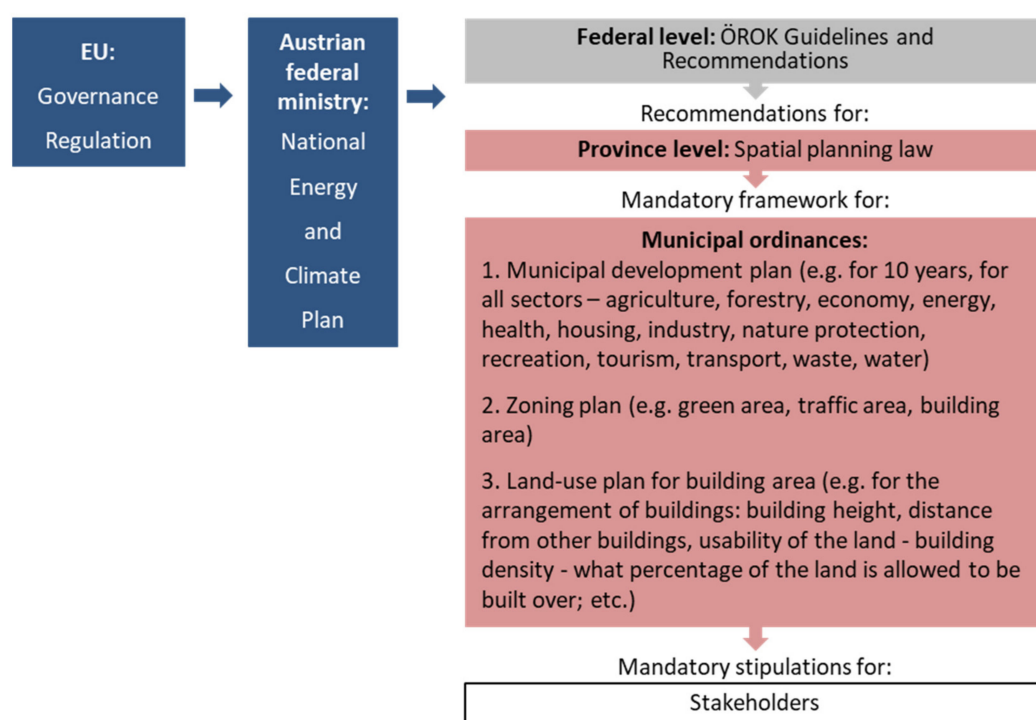 EU:
Governance
Regulation
Austrian
federal
ministry:
National
Energy
and
Climate
Plan
Federal level: ÖROK Guidelines and
Recommendations
Recommendations for:
Province level: Spatial planning law
Mandatory framework for:
Municipal ordinances:
1. Municipal development plan (e.g. for 10 years, for
all sectors – agriculture, forestry, economy, energy,
health, housing, industry, nature protection,
recreation, tourism, transport, waste, water)
2. Zoning plan (e.g. green area, traffic area, building
area)
3. Land-use plan for building area (e.g. for the
arrangement of buildings: building height, distance
from other buildings, usability of the land - building
density - what percentage of the land is allowed to be
built over; etc.)
Mandatory stipulations for:
Stakeholders